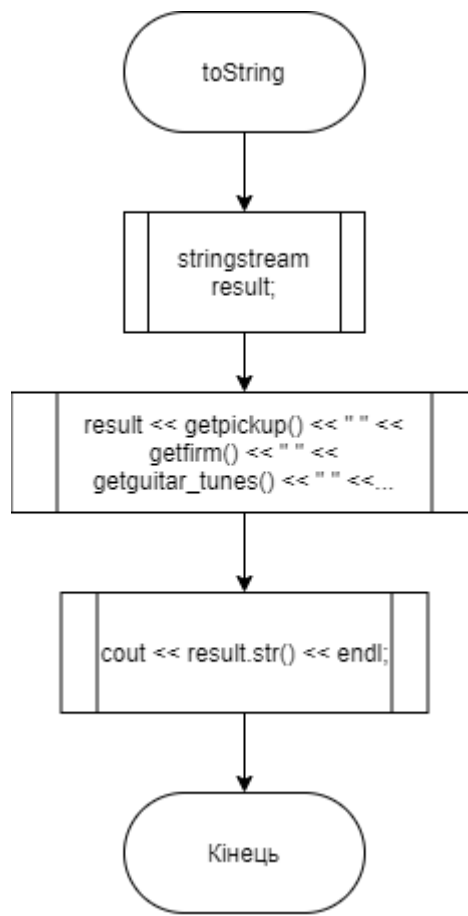 toString
stringstream
result;
result << getpickup() << " " <<
getfirm() << " " <<
getguitar_tunes() << " " <<...
cout << result.str() << endl;
Кінець